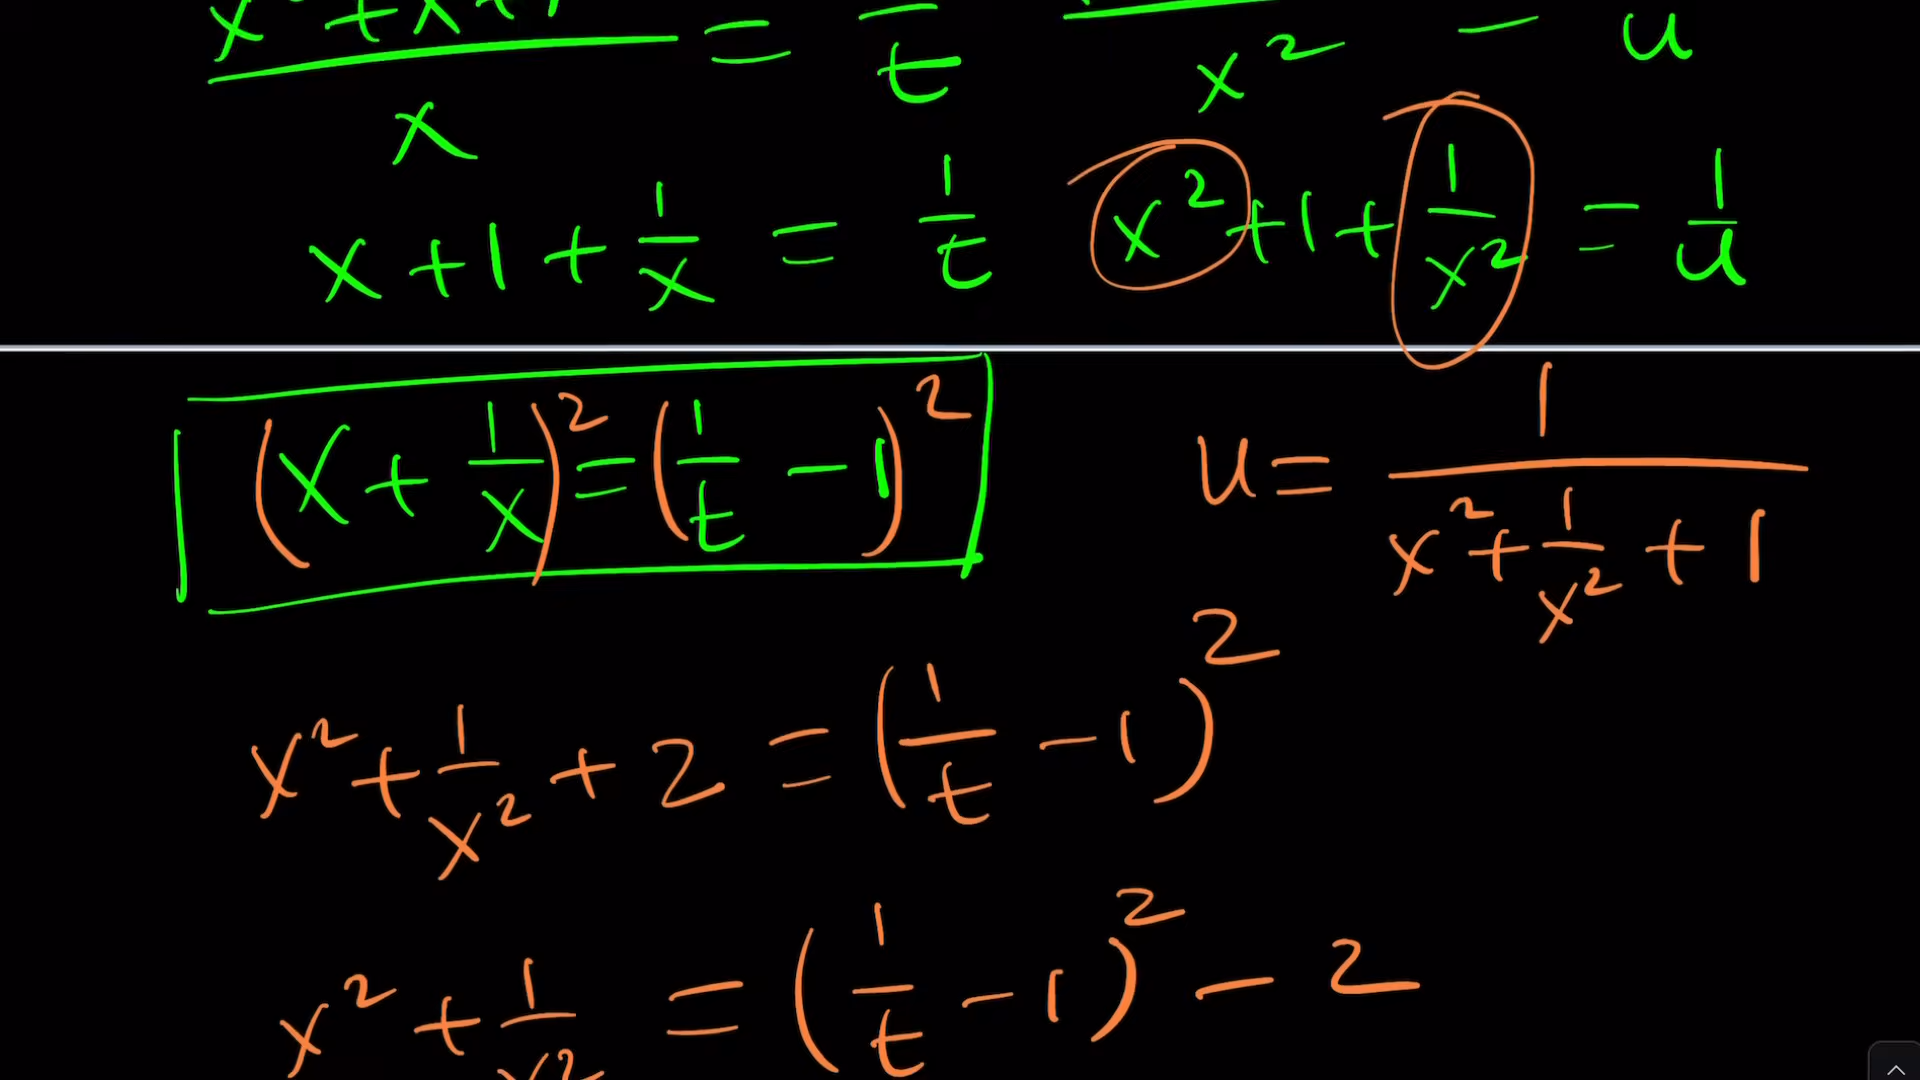 x² + x + 1 / x = / t    / x² = u
x + 1 + 1/x = 1/t    x² + 1 + 1/x² = 1/u
(x + 1/x)² = (1/t − 1)²    u = 1 / (x² + 1/x² + 1)
x² + 1/x² + 2 = (1/t − 1)²
x² + 1/x² = (1/t − 1)² − 2